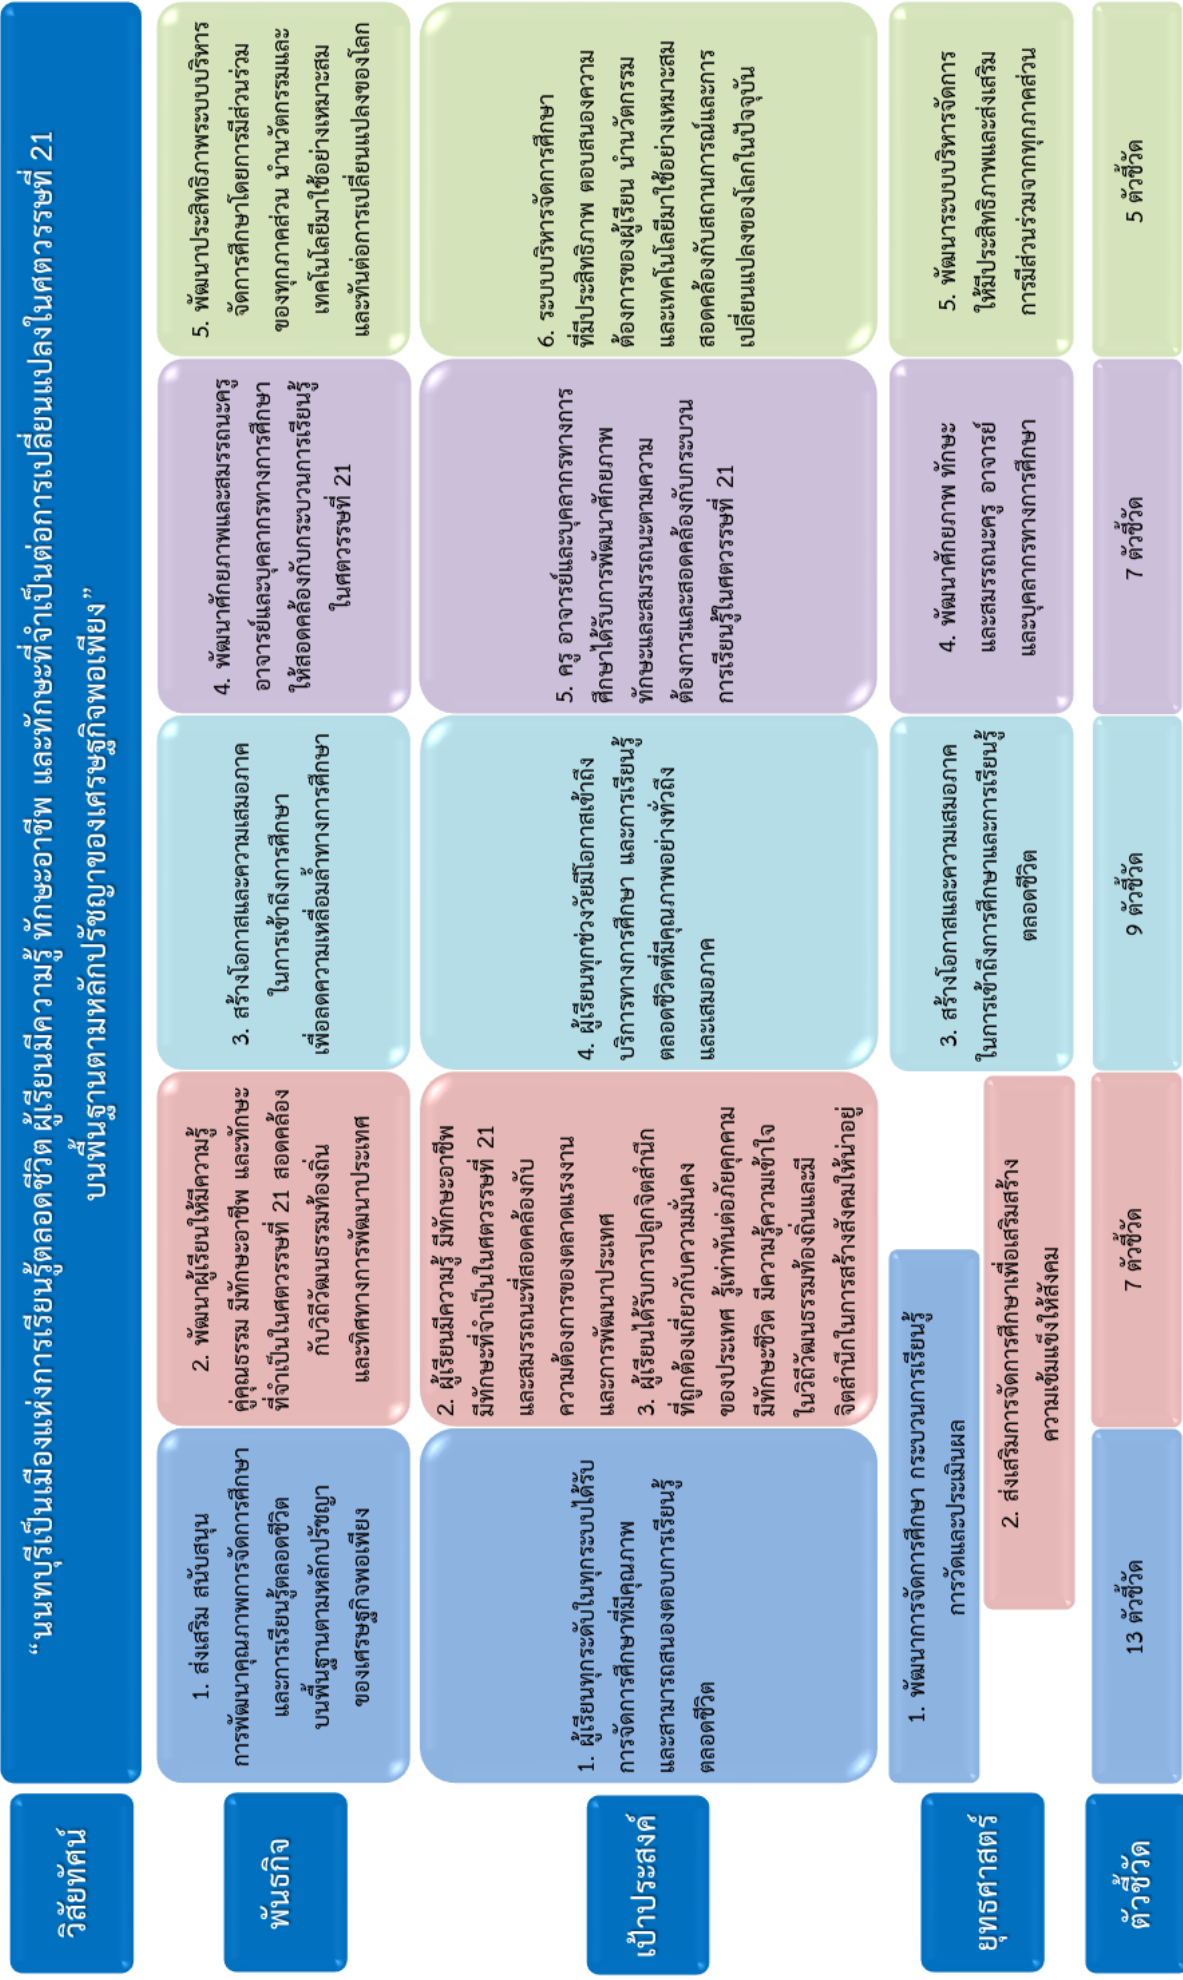 วิสัยทัศน์
“นนทบุรีเป็นเมืองแห่งการเรียนรู้ตลอดชีวิต ผู้เรียนมีความรู้ ทักษะอาชีพ และทักษะที่จำเป็นต่อการเปลี่ยนแปลงในศตวรรษที่ 21
บนพื้นฐานตามหลักปรัชญาของเศรษฐกิจพอเพียง”
พันธกิจ
1. ส่งเสริม สนับสนุน
การพัฒนาคุณภาพการจัดการศึกษา
และการเรียนรู้ตลอดชีวิต
บนพื้นฐานตามหลักปรัชญา
ของเศรษฐกิจพอเพียง
2. พัฒนาผู้เรียนให้มีความรู้
คู่คุณธรรม มีทักษะอาชีพ และทักษะ
ที่จำเป็นในศตวรรษที่ 21 สอดคล้อง
กับวิถีวัฒนธรรมท้องถิ่น
และทิศทางการพัฒนาประเทศ
3. สร้างโอกาสและความเสมอภาค
ในการเข้าถึงการศึกษา
เพื่อลดความเหลื่อมล้ำทางการศึกษา
4. พัฒนาศักยภาพและสมรรถนะครู
อาจารย์และบุคลากรทางการศึกษา
ให้สอดคล้องกับกระบวนการเรียนรู้
ในศตวรรษที่ 21
5. พัฒนาประสิทธิภาพระบบบริหาร
จัดการศึกษาโดยการมีส่วนร่วม
ของทุกภาคส่วน นำนวัตกรรมและ
เทคโนโลยีมาใช้อย่างเหมาะสม
และทันต่อการเปลี่ยนแปลงของโลก
เป้าประสงค์
1. ผู้เรียนทุกระดับในทุกระบบได้รับ
การจัดการศึกษาที่มีคุณภาพ
และสามารถสนองตอบการเรียนรู้
ตลอดชีวิต
2. ผู้เรียนมีความรู้ มีทักษะอาชีพ
มีทักษะที่จำเป็นในศตวรรษที่ 21
และสมรรถนะที่สอดคล้องกับ
ความต้องการของตลาดแรงงาน
และการพัฒนาประเทศ
3. ผู้เรียนได้รับการปลูกจิตสำนึก
ที่ถูกต้องเกี่ยวกับความมั่นคง
ของประเทศ รู้เท่าทันต่อภัยคุกคาม
มีทักษะชีวิต มีความรู้ความเข้าใจ
ในวิถีวัฒนธรรมท้องถิ่นและมี
จิตสำนึกในการสร้างสังคมให้น่าอยู่
4. ผู้เรียนทุกช่วงวัยมีโอกาสเข้าถึง
บริการทางการศึกษา และการเรียนรู้
ตลอดชีวิตที่มีคุณภาพอย่างทั่วถึง
และเสมอภาค
5. ครู อาจารย์และบุคลากรทางการ
ศึกษาได้รับการพัฒนาศักยภาพ
ทักษะและสมรรถนะตามความ
ต้องการและสอดคล้องกับกระบวน
การเรียนรู้ในศตวรรษที่ 21
6. ระบบบริหารจัดการศึกษา
ที่มีประสิทธิภาพ ตอบสนองความ
ต้องการของผู้เรียน นำนวัตกรรม
และเทคโนโลยีมาใช้อย่างเหมาะสม
สอดคล้องกับสถานการณ์และการ
เปลี่ยนแปลงของโลกในปัจจุบัน
ยุทธศาสตร์
1. พัฒนาการจัดการศึกษา กระบวนการเรียนรู้
การวัดและประเมินผล
2. ส่งเสริมการจัดการศึกษาเพื่อเสริมสร้าง
ความเข้มแข็งให้สังคม
3. สร้างโอกาสและความเสมอภาค
ในการเข้าถึงการศึกษาและการเรียนรู้
ตลอดชีวิต
4. พัฒนาศักยภาพ ทักษะ
และสมรรถนะครู อาจารย์
และบุคลากรทางการศึกษา
5. พัฒนาระบบบริหารจัดการ
ให้มีประสิทธิภาพและส่งเสริม
การมีส่วนร่วมจากทุกภาคส่วน
ตัวชี้วัด
13 ตัวชี้วัด
7 ตัวชี้วัด
9 ตัวชี้วัด
7 ตัวชี้วัด
5 ตัวชี้วัด